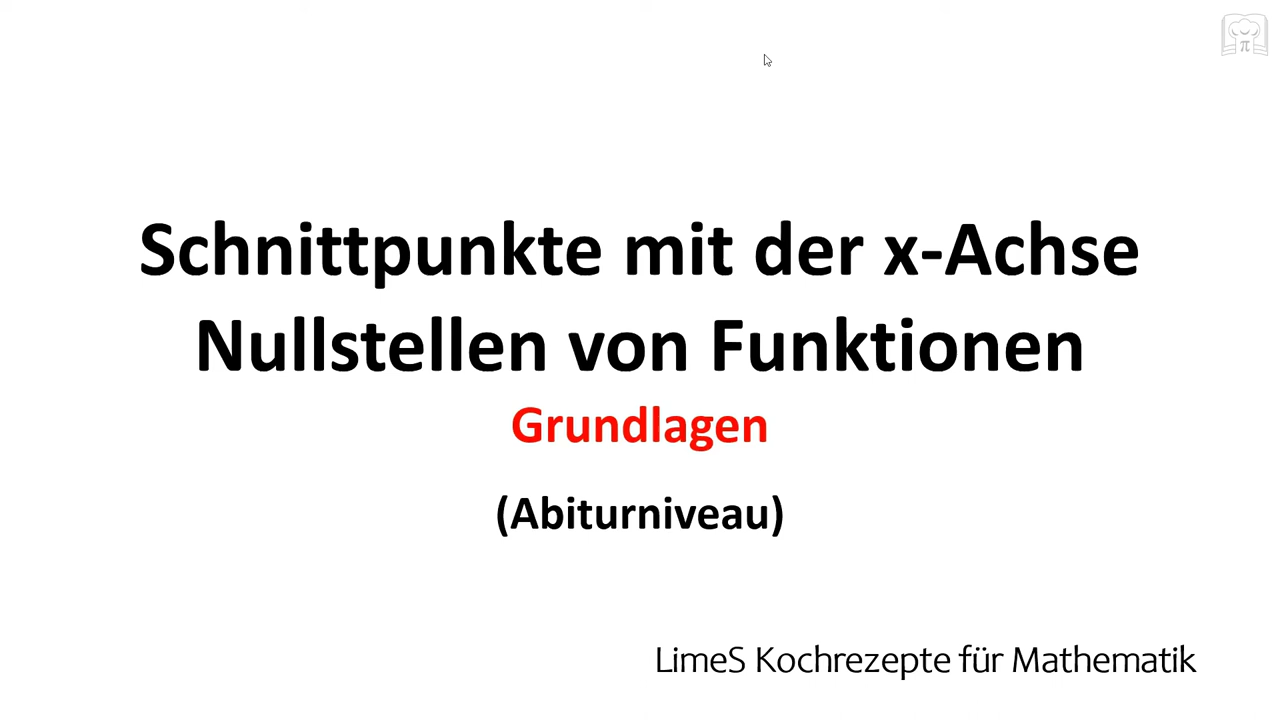 π
Schnittpunkte mit der x-Achse
Nullstellen von Funktionen
Grundlagen
(Abiturniveau)
LimeS Kochrezepte für Mathematik